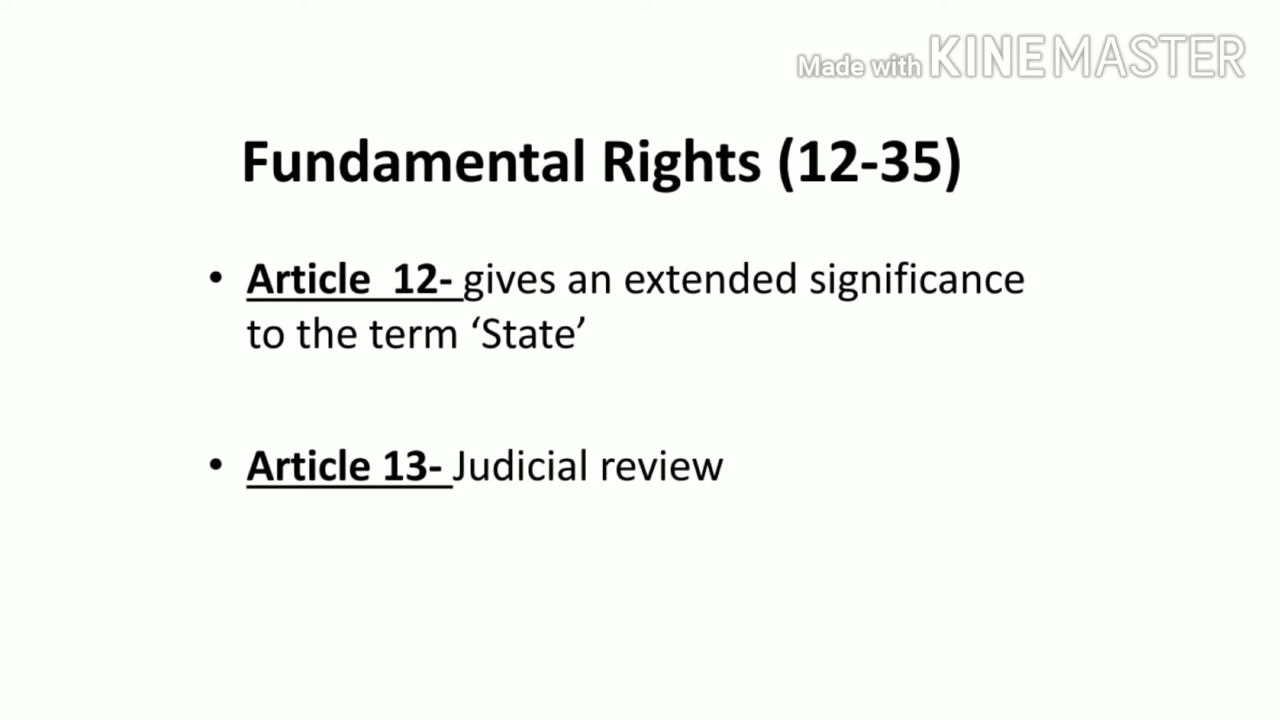 Made with KINEMASTER
Fundamental Rights (12-35)
• Article  12- gives an extended significance
to the term ‘State’
• Article 13- Judicial review